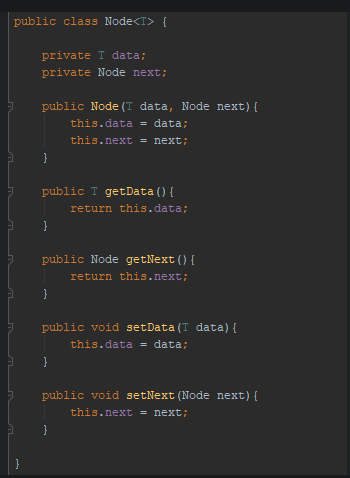 public class Node<T> {
private T data;
private Node next;
public Node(T data, Node next){
this.data = data;
this.next = next;
}
public T getData(){
return this.data;
}
public Node getNext(){
return this.next;
}
public void setData(T data){
this.data = data;
}
public void setNext(Node next){
this.next = next;
}
}